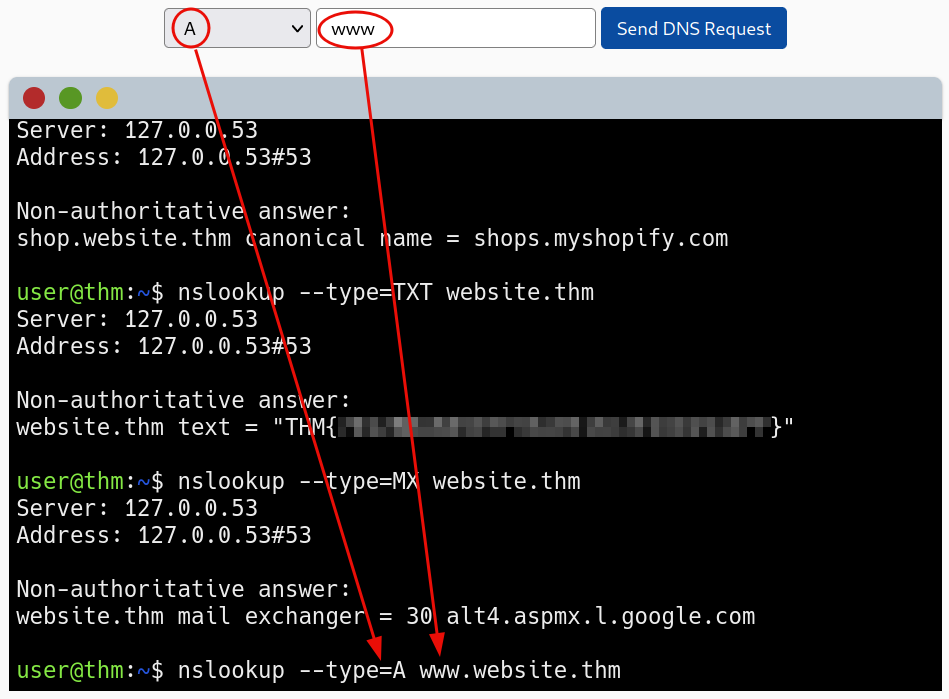 A www Send DNS Request
Server: 127.0.0.53
Address: 127.0.0.53#53
Non-authoritative answer:
shop.website.thm canonical name = shops.myshopify.com
user@thm:~$ nslookup --type=TXT website.thm
Server: 127.0.0.53
Address: 127.0.0.53#53
Non-authoritative answer:
website.thm text = "THM{}"
user@thm:~$ nslookup --type=MX website.thm
Server: 127.0.0.53
Address: 127.0.0.53#53
Non-authoritative answer:
website.thm mail exchanger = 30 alt4.aspmx.l.google.com
user@thm:~$ nslookup --type=A www.website.thm